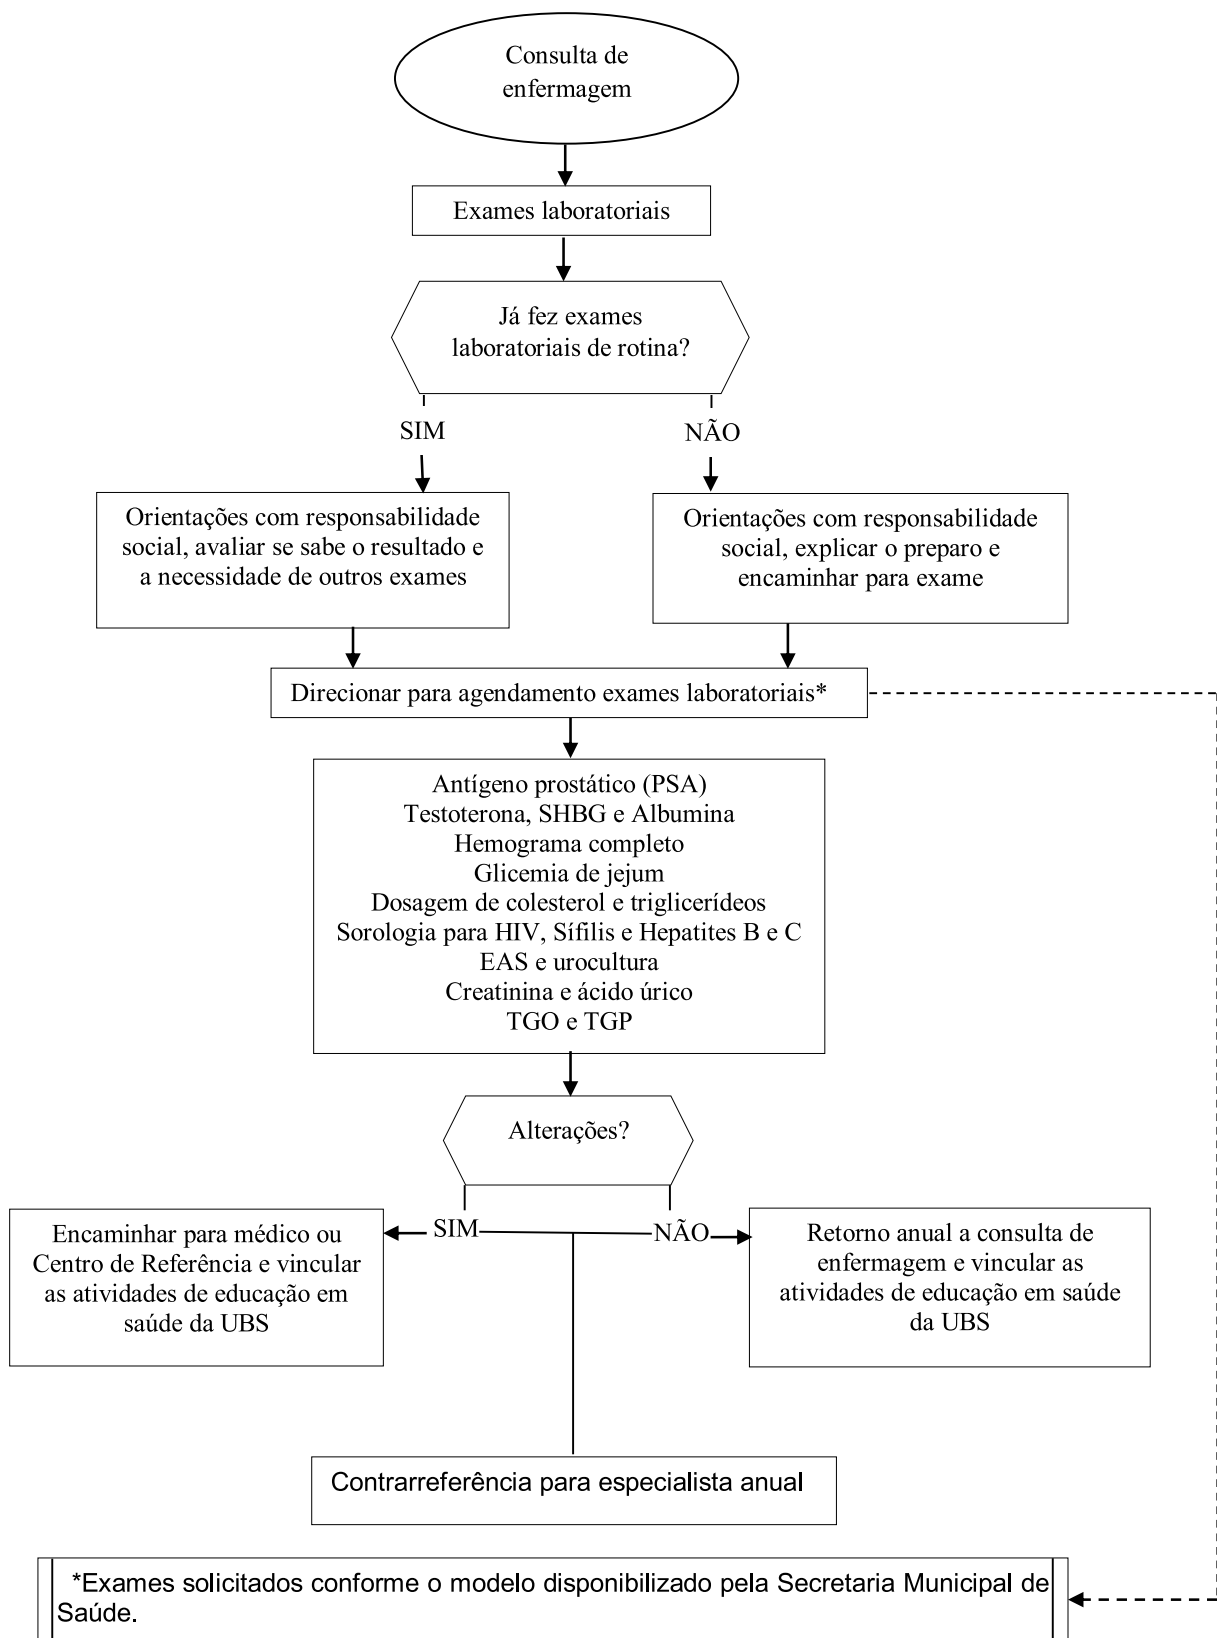 Consulta de
enfermagem
Exames laboratoriais
Já fez exames
laboratoriais de rotina?
SIM
NÃO
Orientações com responsabilidade
social, avaliar se sabe o resultado e
a necessidade de outros exames
Orientações com responsabilidade
social, explicar o preparo e
encaminhar para exame
Direcionar para agendamento exames laboratoriais*
Antígeno prostático (PSA)
Testoterona, SHBG e Albumina
Hemograma completo
Glicemia de jejum
Dosagem de colesterol e triglicerídeos
Sorologia para HIV, Sífilis e Hepatites B e C
EAS e urocultura
Creatinina e ácido úrico
TGO e TGP
Alterações?
SIM
NÃO
Encaminhar para médico ou
Centro de Referência e vincular
as atividades de educação em
saúde da UBS
Retorno anual a consulta de
enfermagem e vincular as
atividades de educação em saúde
da UBS
Contrarreferência para especialista anual
*Exames solicitados conforme o modelo disponibilizado pela Secretaria Municipal de
Saúde.